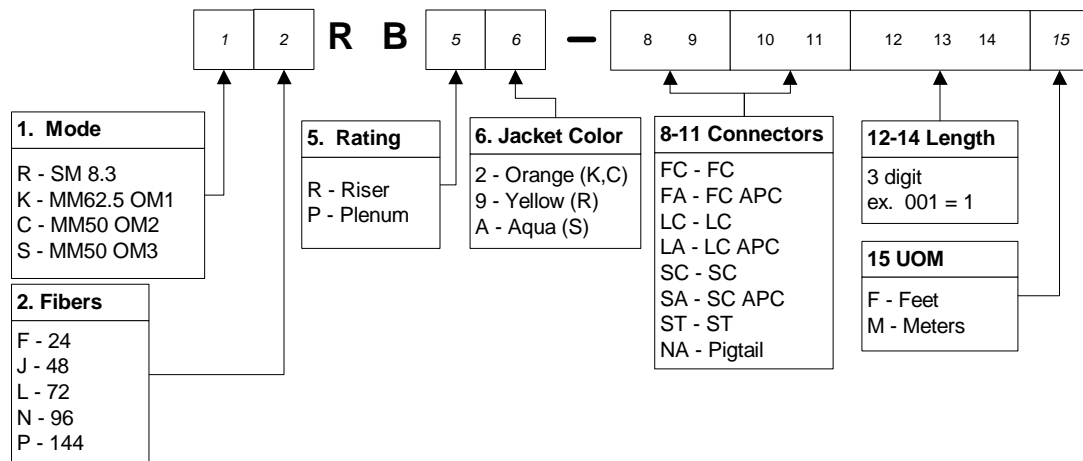 1 2 R B 5 6 – 8 9 10 11 12 13 14 15
1. Mode
R - SM 8.3
K - MM62.5 OM1
C - MM50 OM2
S - MM50 OM3
2. Fibers
F - 24
J - 48
L - 72
N - 96
P - 144
5. Rating
R - Riser
P - Plenum
6. Jacket Color
2 - Orange (K,C)
9 - Yellow (R)
A - Aqua (S)
8-11 Connectors
FC - FC
FA - FC APC
LC - LC
LA - LC APC
SC - SC
SA - SC APC
ST - ST
NA - Pigtail
12-14 Length
3 digit
ex. 001 = 1
15 UOM
F - Feet
M - Meters